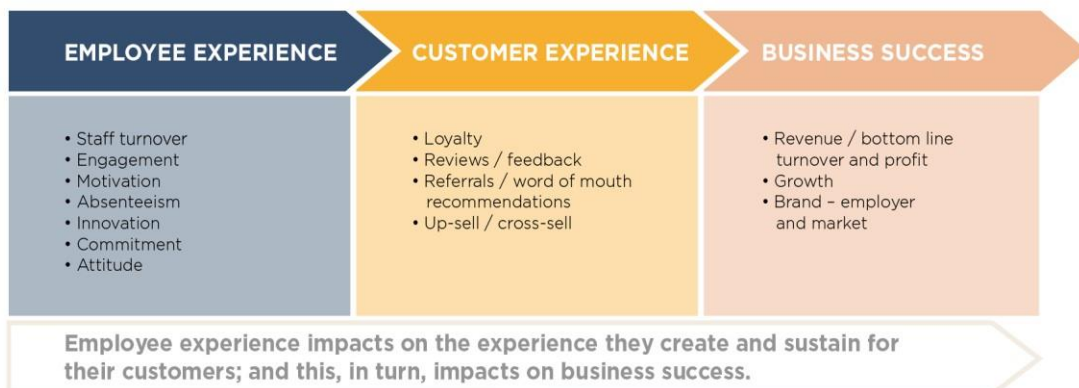 EMPLOYEE EXPERIENCE
CUSTOMER EXPERIENCE
BUSINESS SUCCESS
• Staff turnover
• Engagement
• Motivation
• Absenteeism
• Innovation
• Commitment
• Attitude
• Loyalty
• Reviews / feedback
• Referrals / word of mouth
recommendations
• Up-sell / cross-sell
• Revenue / bottom line
turnover and profit
• Growth
• Brand – employer
and market
Employee experience impacts on the experience they create and sustain for
their customers; and this, in turn, impacts on business success.